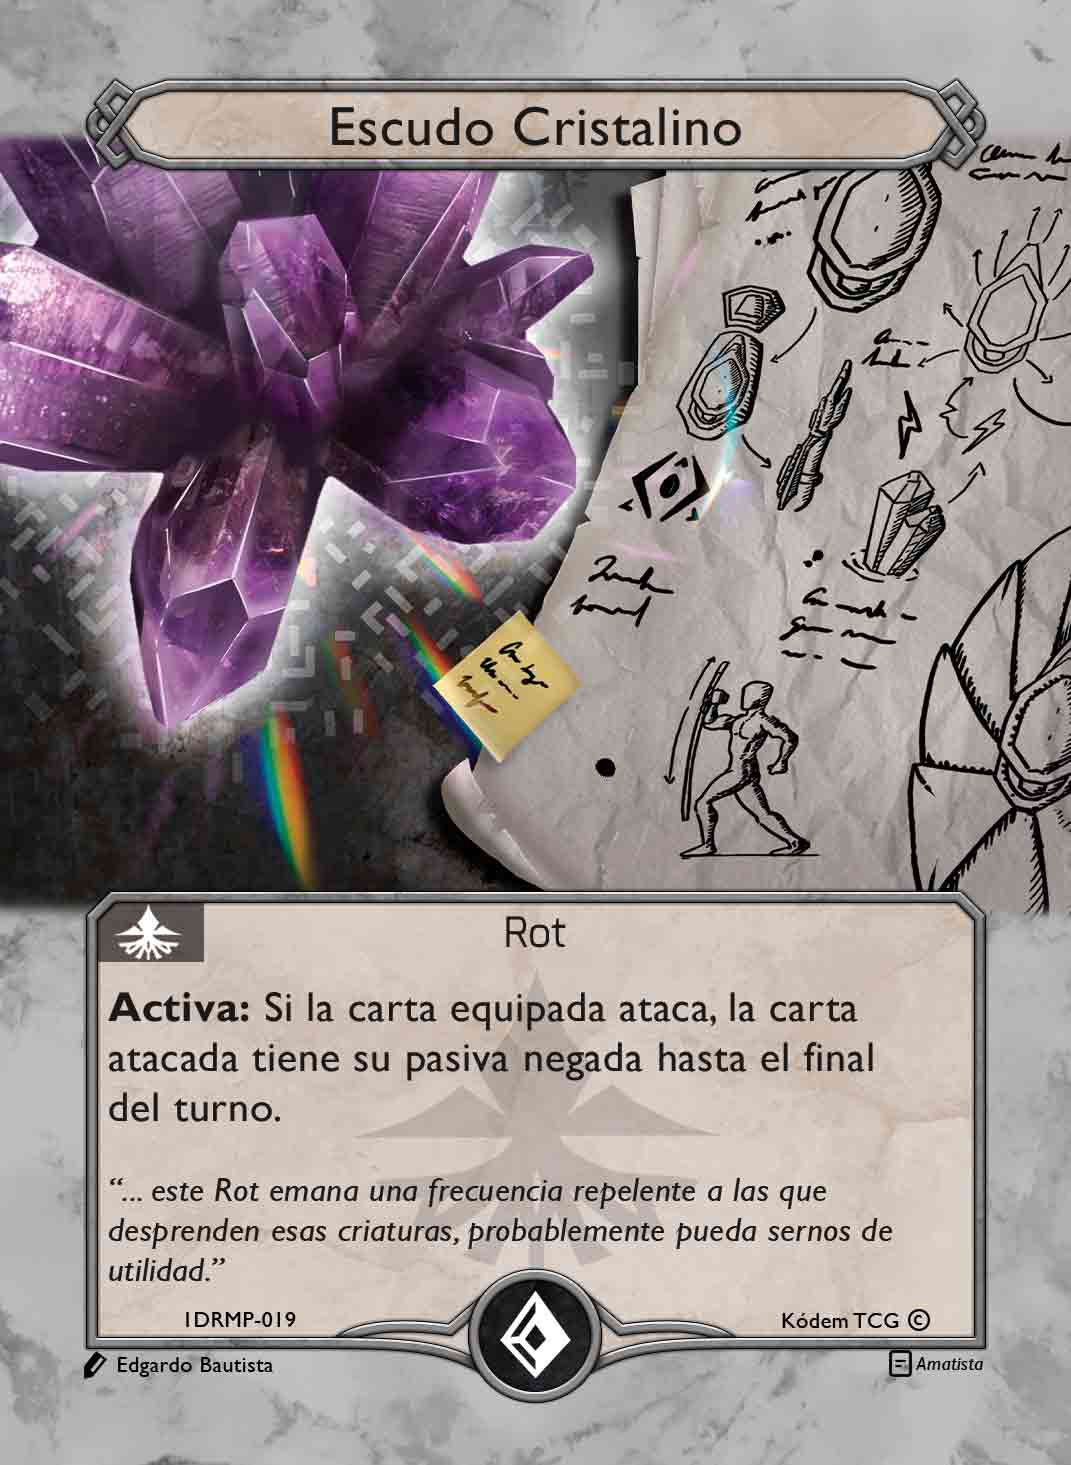 Escudo Cristalino
Rot
Activa: Si la carta equipada ataca, la carta
atacada tiene su pasiva negada hasta el final
del turno.
“... este Rot emana una frecuencia repelente a las que
desprenden esas criaturas, probablemente pueda sernos de
utilidad.”
1DRMP-019
Kódem TCG ©
Edgardo Bautista
Amatista